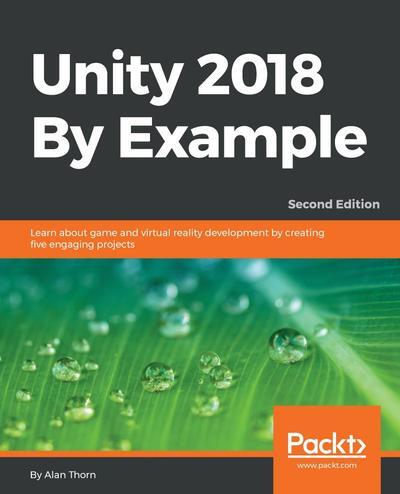 Unity 2018
By Example
Second Edition
Learn about game and virtual reality development by creating
five engaging projects
Packt>
www.packt.com
By Alan Thorn